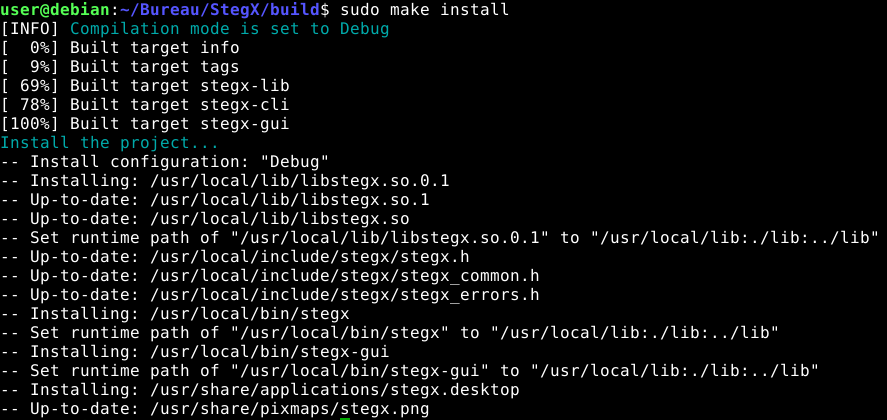 user@debian:~/Bureau/StegX/build$ sudo make install
[INFO] Compilation mode is set to Debug
[  0%] Built target info
[  9%] Built target tags
[ 69%] Built target stegx-lib
[ 78%] Built target stegx-cli
[100%] Built target stegx-gui
Install the project...
-- Install configuration: "Debug"
-- Installing: /usr/local/lib/libstegx.so.0.1
-- Up-to-date: /usr/local/lib/libstegx.so.1
-- Up-to-date: /usr/local/lib/libstegx.so
-- Set runtime path of "/usr/local/lib/libstegx.so.0.1" to "/usr/local/lib:./lib:../lib"
-- Up-to-date: /usr/local/include/stegx/stegx.h
-- Up-to-date: /usr/local/include/stegx/stegx_common.h
-- Up-to-date: /usr/local/include/stegx/stegx_errors.h
-- Installing: /usr/local/bin/stegx
-- Set runtime path of "/usr/local/bin/stegx" to "/usr/local/lib:./lib:../lib"
-- Installing: /usr/local/bin/stegx-gui
-- Set runtime path of "/usr/local/bin/stegx-gui" to "/usr/local/lib:./lib:../lib"
-- Installing: /usr/share/applications/stegx.desktop
-- Up-to-date: /usr/share/pixmaps/stegx.png